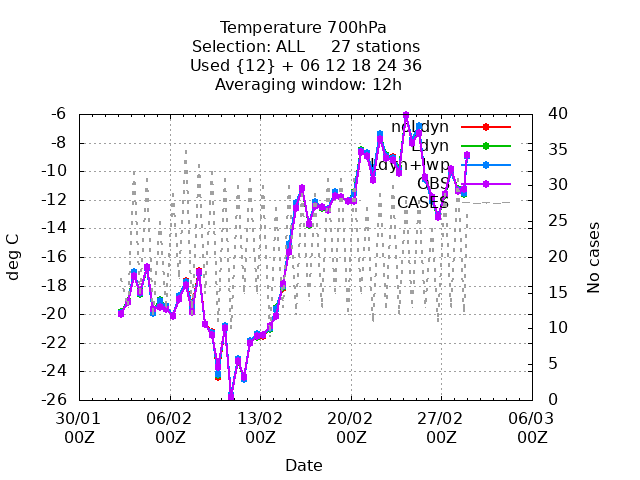 Temperature 700hPa
Selection: ALL 27 stations
Used {12} + 06 12 18 24 36
Averaging window: 12h
noLdyn
Ldyn
Ldyn+lwp
OBS
CASES
deg C
-6
-8
-10
-12
-14
-16
-18
-20
-22
-24
-26
No cases
40
35
30
25
20
15
10
5
0
30/01 06/02 13/02 20/02 27/02 06/03
00Z 00Z 00Z 00Z 00Z 00Z
Date